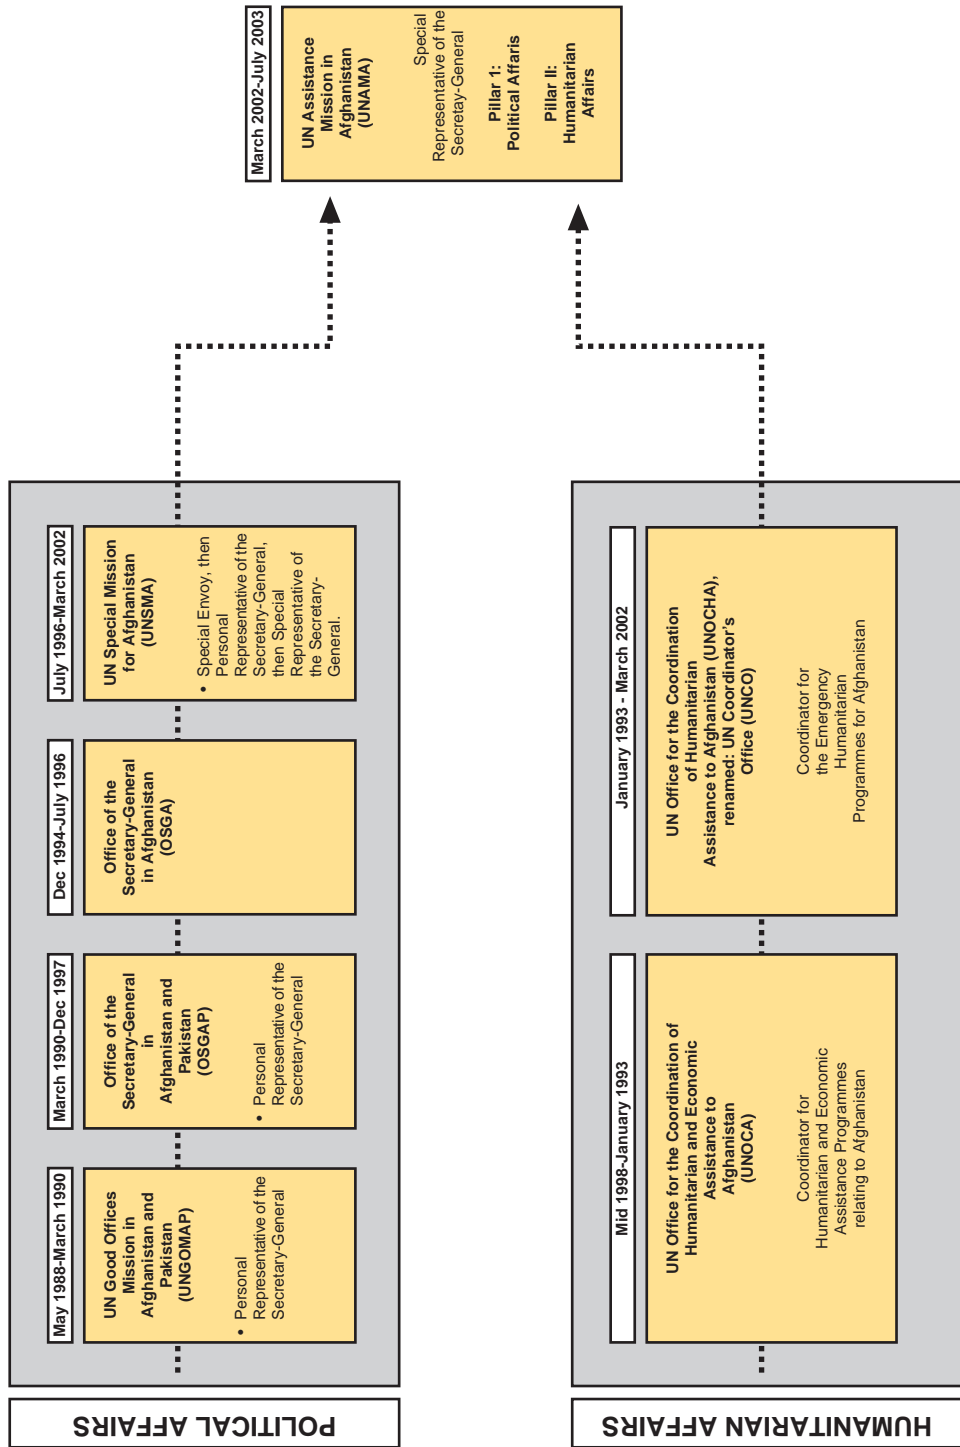 POLITICAL AFFAIRS
May 1988-March 1990
UN Good Offices
Mission in
Afghanistan and
Pakistan
(UNGOMAP)
• Personal
Representative of the
Secretary-General
March 1990-Dec 1997
Office of the
Secretary-General
in
Afghanistan and
Pakistan
(OSGAP)
• Personal
Representative of the
Secretary-General
Dec 1994-July 1996
Office of the
Secretary-General
in Afghanistan
(OSGA)
July 1996-March 2002
UN Special Mission
for Afghanistan
(UNSMA)
• Special Envoy, then
Personal
Representative of the
Secretary-General,
then Special
Representative of
the Secretary-
General.
March 2002-July 2003
UN Assistance
Mission in
Afghanistan
(UNAMA)
Special
Representative of the
Secretay-General
Pillar 1:
Political Affaris
Pillar II:
Humanitarian
Affairs
HUMANITARIAN AFFAIRS
Mid 1998-January 1993
UN Office for the Coordination of
Humanitarian and Economic
Assistance to
Afghanistan
(UNOCA)
Coordinator for
Humanitarian and Economic
Assistance Programmes
relating to Afghanistan
January 1993 - March 2002
UN Office for the Coordination
of Humanitarian
Assistance to Afghanistan (UNOCHA),
renamed: UN Coordinator's
Office (UNCO)
Coordinator for
the Emergency
Humanitarian
Programmes for Afghanistan